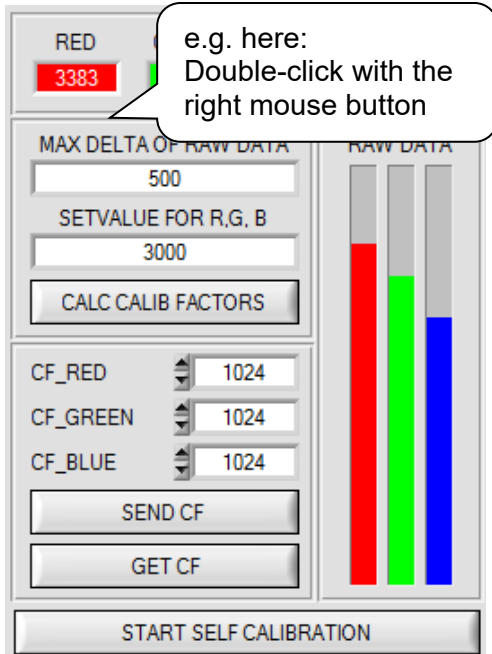 e.g. here:
Double-click with the
right mouse button
RED
3383
MAX DELTA OF RAW DATA
500
SETVALUE FOR R,G, B
3000
CALC CALIB FACTORS
RAW DATA
CF_RED 1024
CF_GREEN 1024
CF_BLUE 1024
SEND CF
GET CF
START SELF CALIBRATION